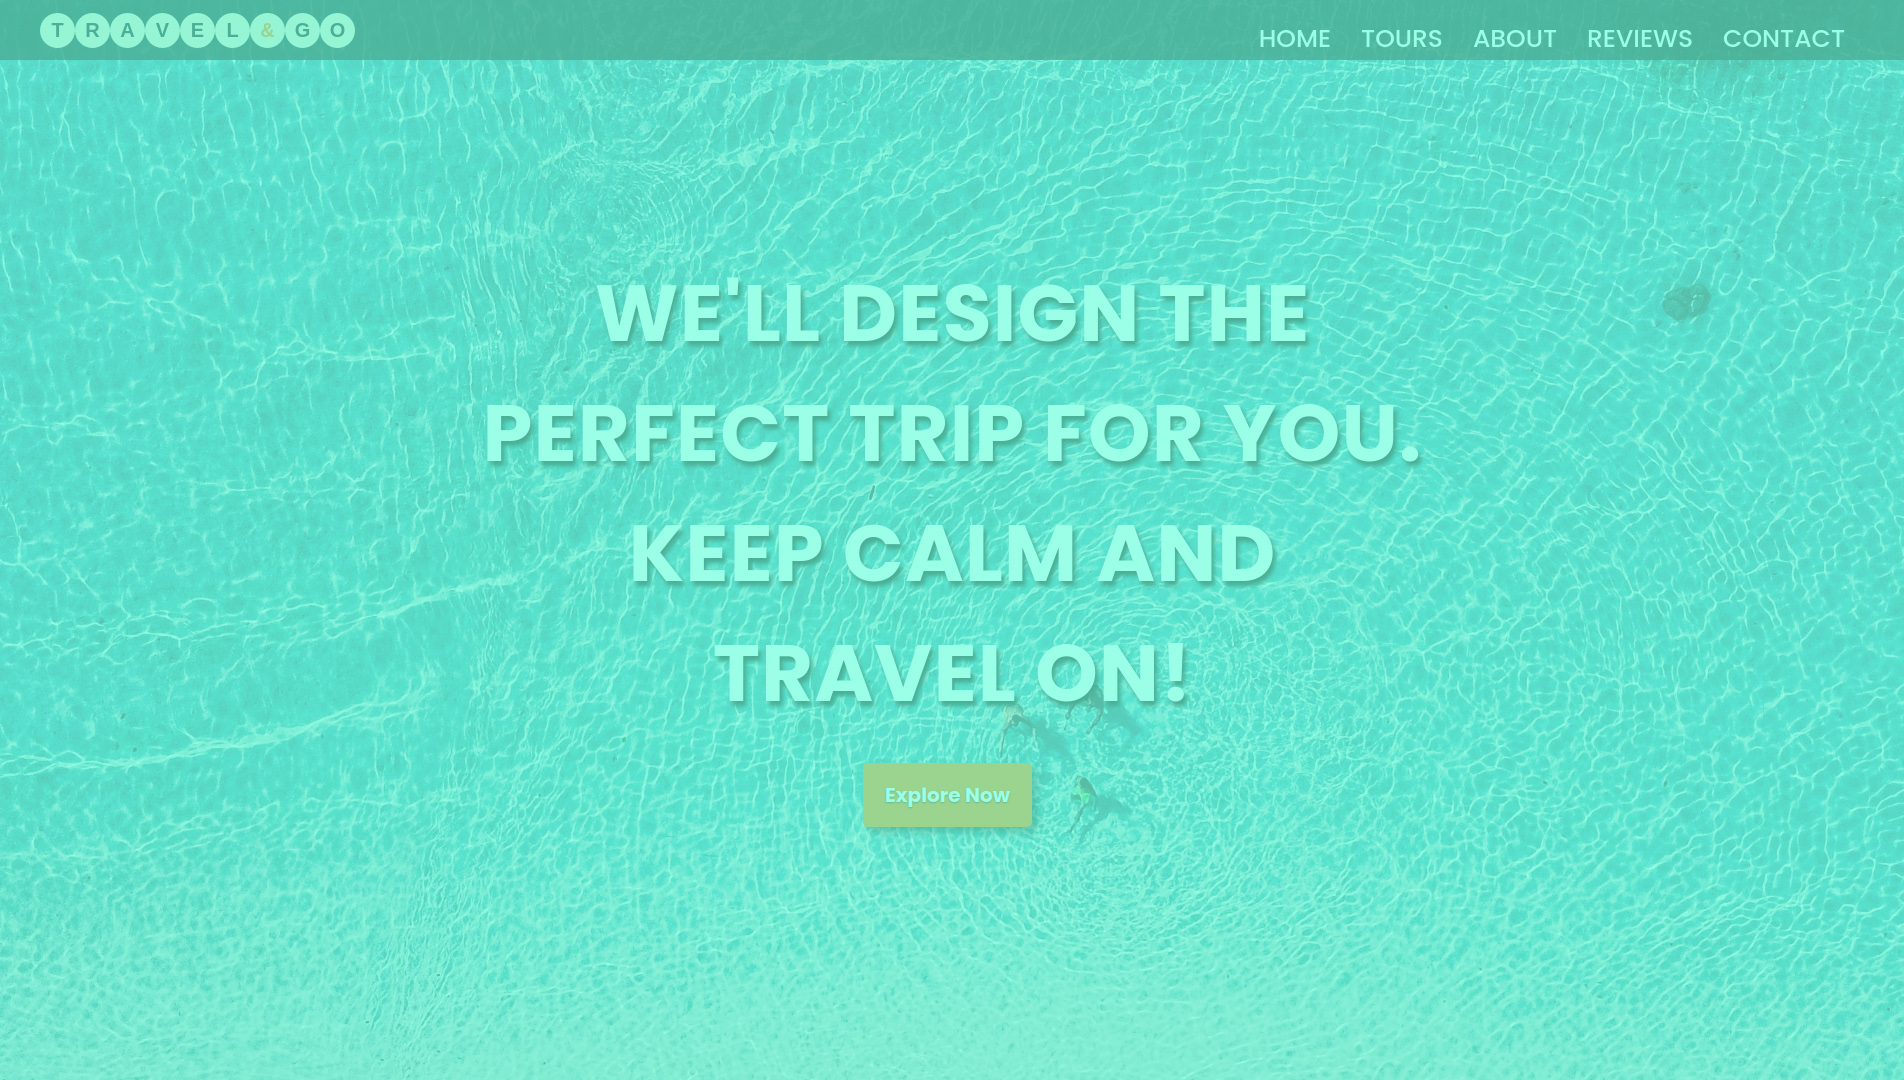 TRAVEL&GO
HOME TOURS ABOUT REVIEWS CONTACT
WE'LL DESIGN THE
PERFECT TRIP FOR YOU.
KEEP CALM AND
TRAVEL ON!
Explore Now